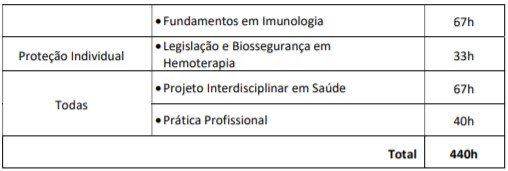 • Fundamentos em Imunologia 67h
Proteção Individual • Legislação e Biossegurança em Hemoterapia 33h
Todas • Projeto Interdisciplinar em Saúde 67h
• Prática Profissional 40h
Total 440h